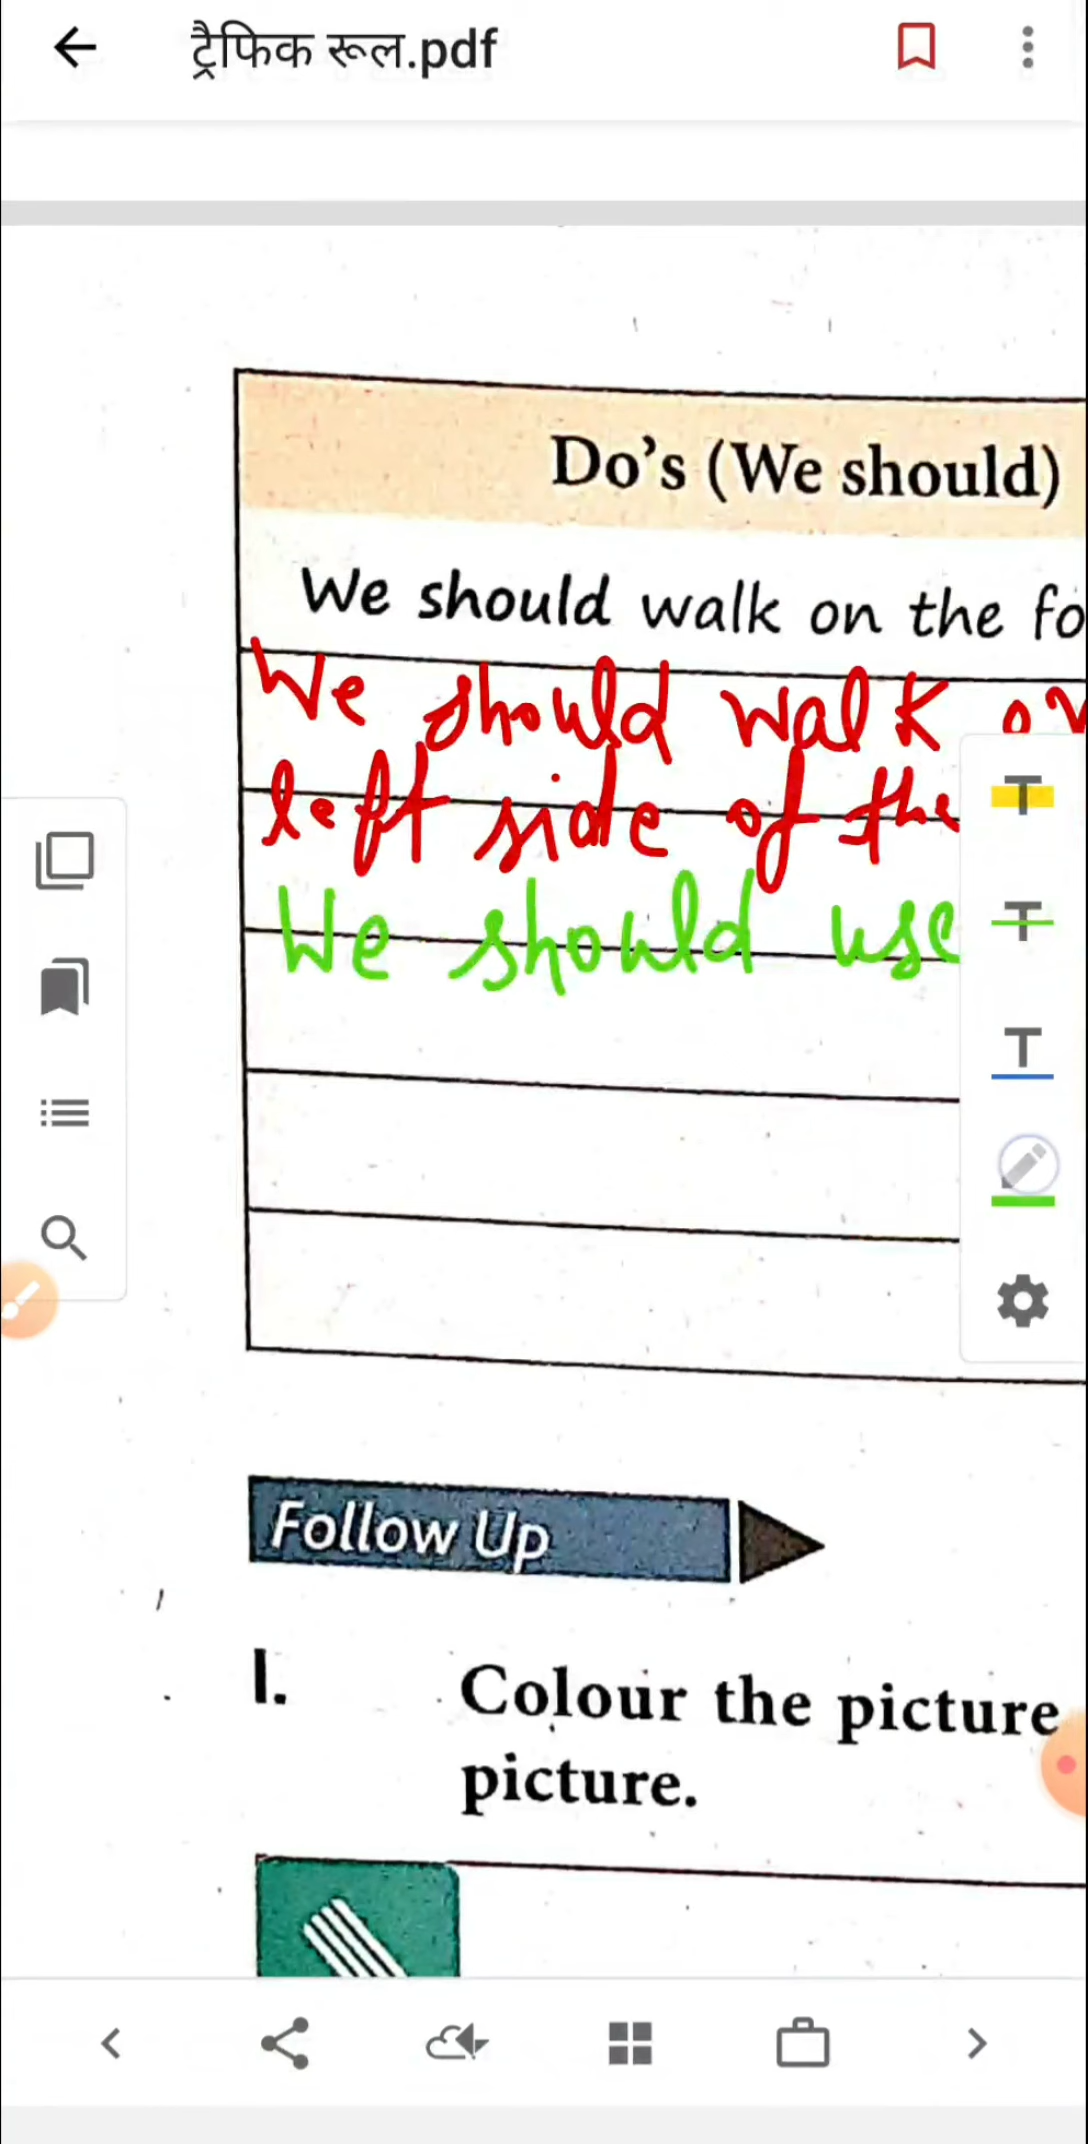 ट्रैफिक रूल.pdf
Do's (We should)
We should walk on the fo
We should walk on
left side of the
We should use
Follow Up
I. Colour the picture
picture.